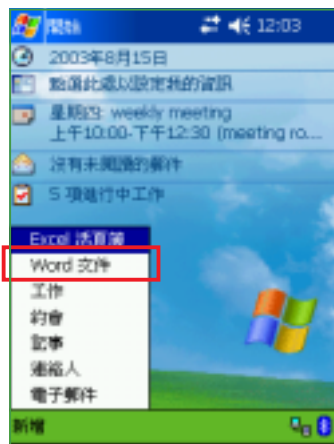 開始 12:03
2003年8月15日
點選此處以設定我的資訊
星期四: weekly meeting
上午10:00-下午12:30 (meeting ro...
沒有未閱讀的郵件
5 項進行中工作
Excel 活頁簿
Word 文件
工作
約會
記事
連絡人
電子郵件
新增